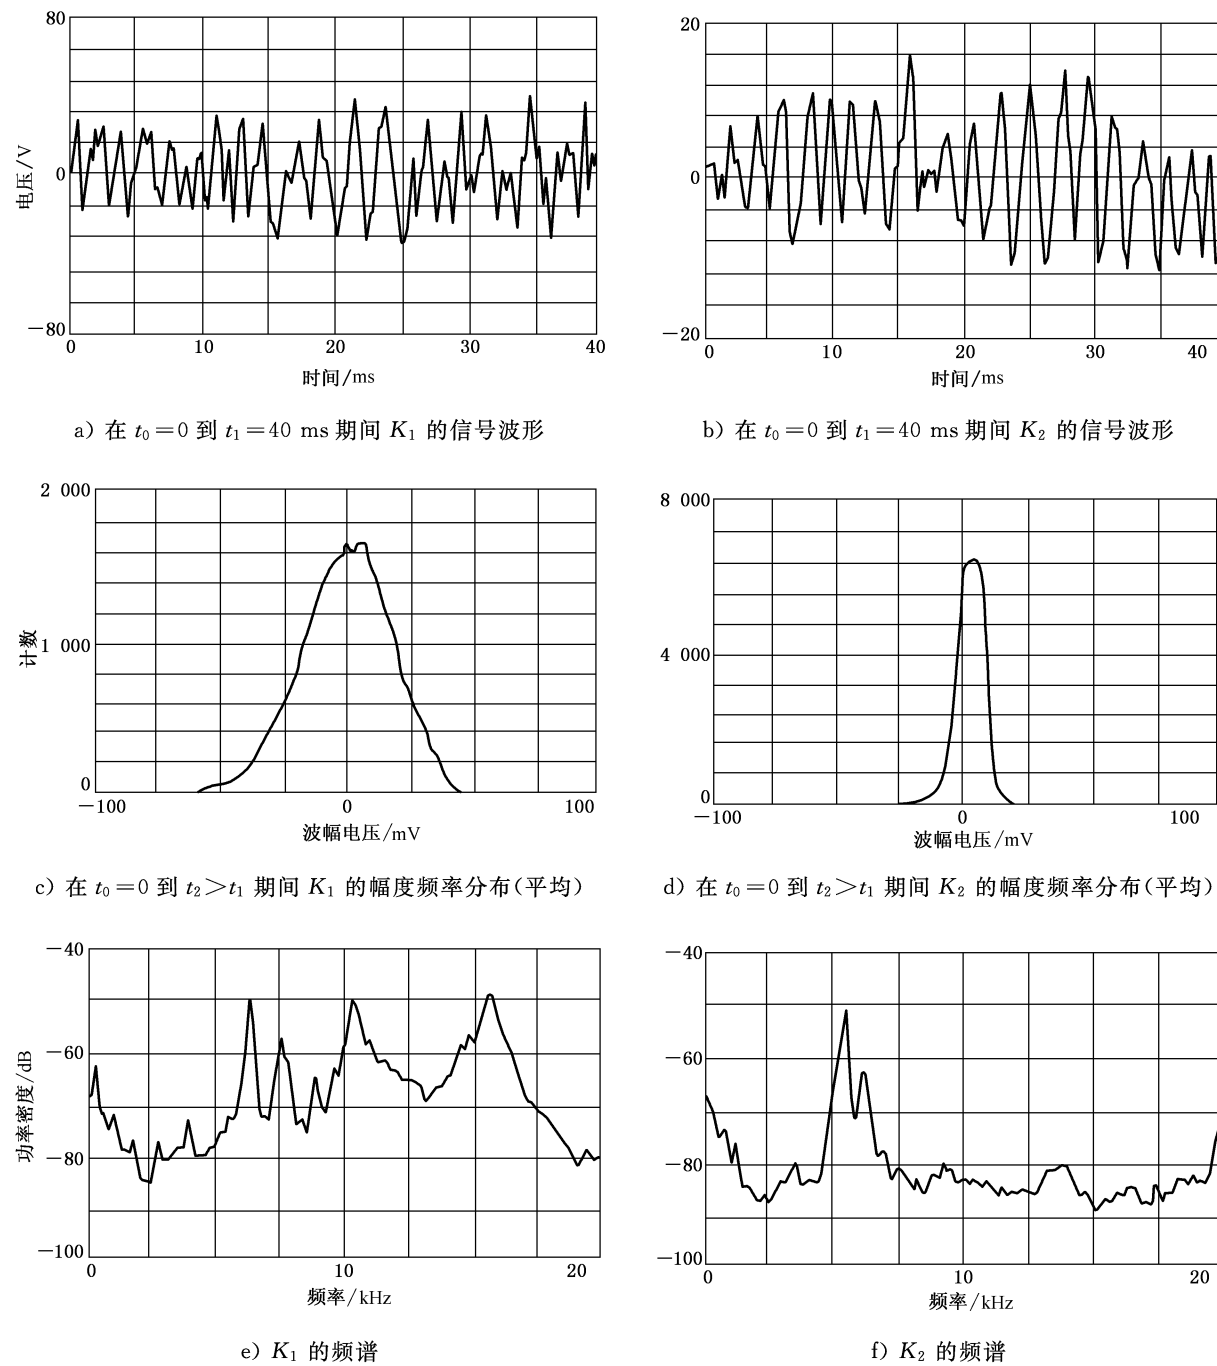 80
0
−80
电压/V
0 10 20 30 40
时间/ms
a）在 t₀=0 到 t₁=40 ms 期间 K₁ 的信号波形
20
10
0
−10
−20
0 10 20 30 40
时间/ms
b）在 t₀=0 到 t₁=40 ms 期间 K₂ 的信号波形
2 000
1 000
0
计数
−100 0 100
波幅电压/mV
c）在 t₀=0 到 t₂>t₁ 期间 K₁ 的幅度频率分布(平均)
8 000
4 000
0
−100 0 100
波幅电压/mV
d）在 t₀=0 到 t₂>t₁ 期间 K₂ 的幅度频率分布(平均)
−40
−60
−80
−100
功率密度/dB
0 10 20
频率/kHz
e）K₁ 的频谱
−40
−60
−80
−100
0 10 20
频率/kHz
f）K₂ 的频谱